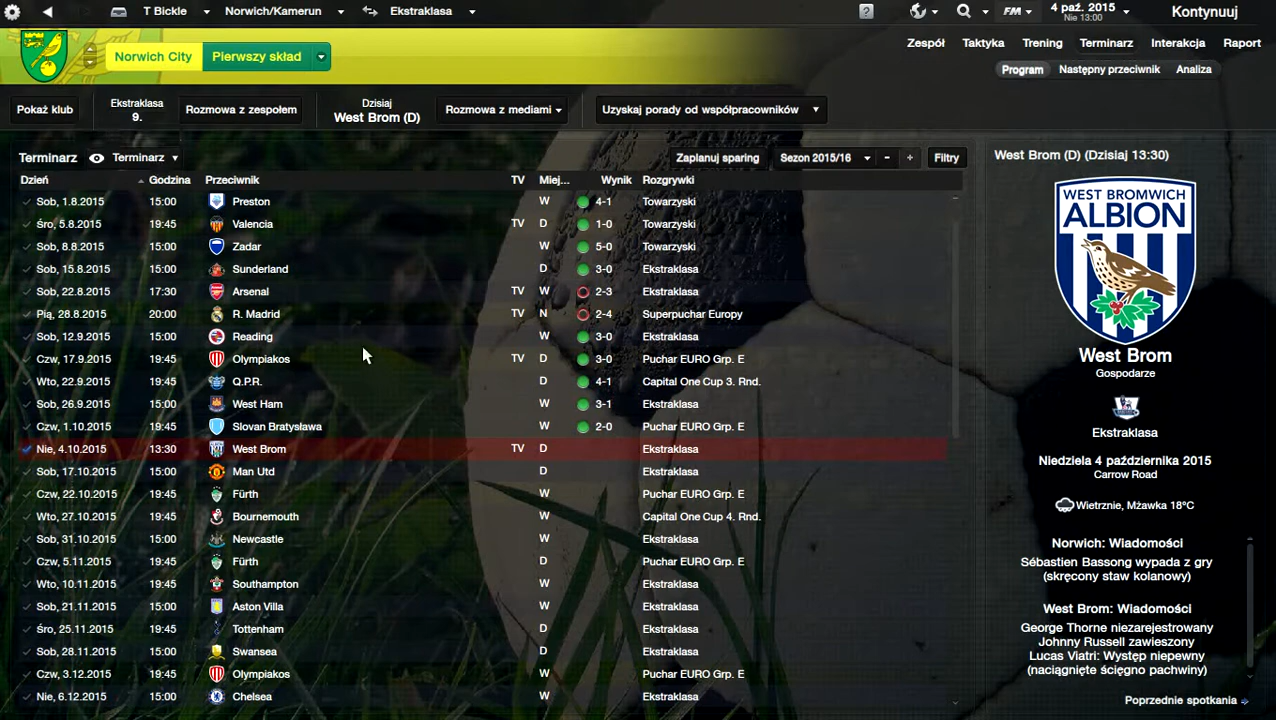 T Bickle Norwich/Kamerun Ekstraklasa ? FM 4 paź. 2015 Kontynuuj
Nie 13:00
Norwich City Pierwszy skład
Zespół Taktyka Trening Terminarz Interakcja Raport
Program Następny przeciwnik Analiza
Pokaż klub Ekstraklasa 9. Rozmowa z zespołem Dzisiaj West Brom (D) Rozmowa z mediami Uzyskaj porady od współpracowników
Terminarz Terminarz Zaplanuj sparing Sezon 2015/16 - + Filtry
Dzień Godzina Przeciwnik TV Miej... Wynik Rozgrywki
Sob, 1.8.2015 15:00 Preston W 4-1 Towarzyski
Śro, 5.8.2015 19:45 Valencia TV D 1-0 Towarzyski
Sob, 8.8.2015 15:00 Zadar W 5-0 Towarzyski
Sob, 15.8.2015 15:00 Sunderland D 3-0 Ekstraklasa
Sob, 22.8.2015 17:30 Arsenal TV W 2-3 Ekstraklasa
Pią, 28.8.2015 20:00 R. Madrid TV N 2-4 Superpuchar Europy
Sob, 12.9.2015 15:00 Reading W 3-0 Ekstraklasa
Czw, 17.9.2015 19:45 Olympiakos TV D 3-0 Puchar EURO Grp. E
Wto, 22.9.2015 19:45 Q.P.R. D 4-1 Capital One Cup 3. Rnd.
Sob, 26.9.2015 15:00 West Ham W 3-1 Ekstraklasa
Czw, 1.10.2015 19:45 Slovan Bratysława W 2-0 Puchar EURO Grp. E
Nie, 4.10.2015 13:30 West Brom TV D Ekstraklasa
Sob, 17.10.2015 15:00 Man Utd D Ekstraklasa
Czw, 22.10.2015 19:45 Fürth W Puchar EURO Grp. E
Wto, 27.10.2015 19:45 Bournemouth W Capital One Cup 4. Rnd.
Sob, 31.10.2015 15:00 Newcastle W Ekstraklasa
Czw, 5.11.2015 19:45 Fürth D Puchar EURO Grp. E
Wto, 10.11.2015 19:45 Southampton W Ekstraklasa
Sob, 21.11.2015 15:00 Aston Villa W Ekstraklasa
Śro, 25.11.2015 19:45 Tottenham D Ekstraklasa
Sob, 28.11.2015 15:00 Swansea D Ekstraklasa
Czw, 3.12.2015 19:45 Olympiakos W Puchar EURO Grp. E
Nie, 6.12.2015 15:00 Chelsea W Ekstraklasa
West Brom (D) (Dzisiaj 13:30)
WEST BROMWICH
ALBION
West Brom
Gospodarze
Ekstraklasa
Niedziela 4 października 2015
Carrow Road
Wietrznie, Mżawka 18°C
Norwich: Wiadomości
Sébastien Bassong wypada z gry
(skręcony staw kolanowy)
West Brom: Wiadomości
George Thorne niezarejestrowany
Johnny Russell zawieszony
Lucas Viatri: Występ niepewny
(naciągnięte ścięgno pachwiny)
Poprzednie spotkania